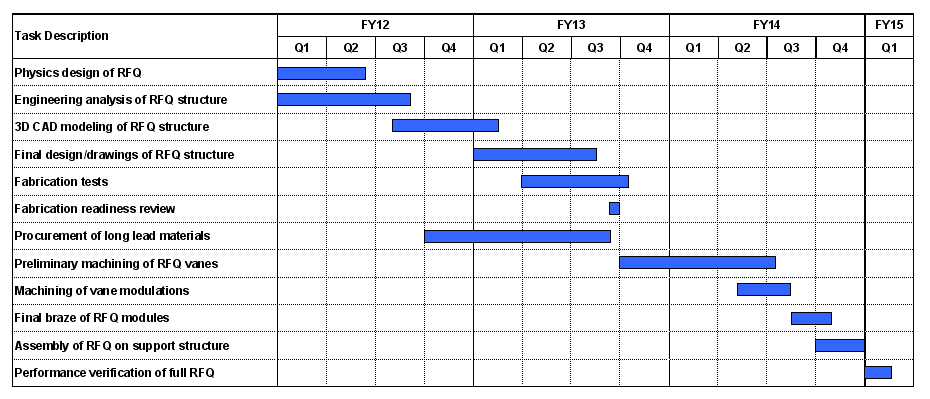 Task Description
FY12 FY13 FY14 FY15
Q1 Q2 Q3 Q4 Q1 Q2 Q3 Q4 Q1 Q2 Q3 Q4 Q1
Physics design of RFQ
Engineering analysis of RFQ structure
3D CAD modeling of RFQ structure
Final design/drawings of RFQ structure
Fabrication tests
Fabrication readiness review
Procurement of long lead materials
Preliminary machining of RFQ vanes
Machining of vane modulations
Final braze of RFQ modules
Assembly of RFQ on support structure
Performance verification of full RFQ